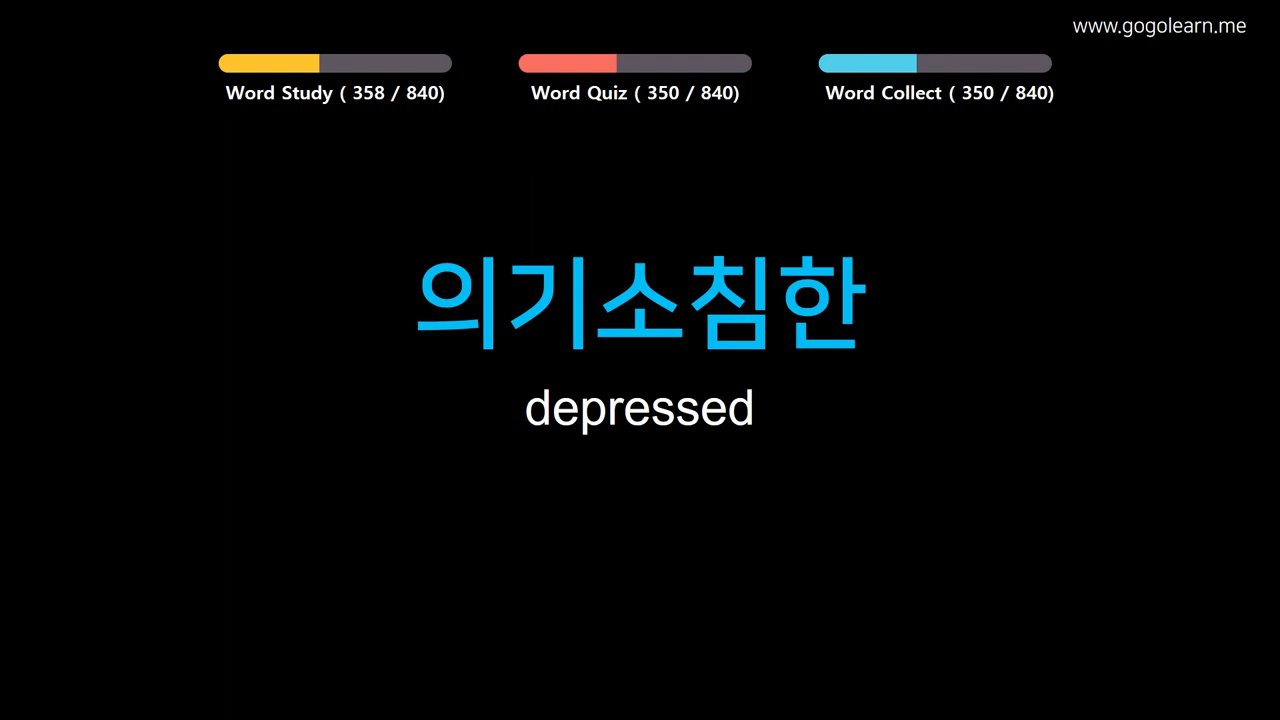 www.gogolearn.me
Word Study ( 358 / 840)
Word Quiz ( 350 / 840)
Word Collect ( 350 / 840)
의기소침한
depressed